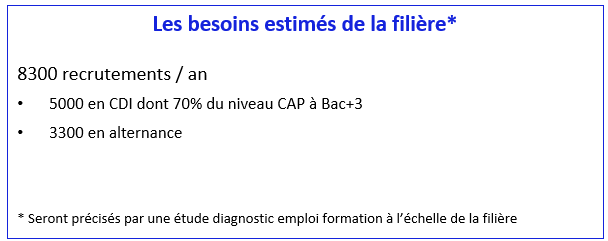 Les besoins estimés de la filière*
8300 recrutements / an
• 5000 en CDI dont 70% du niveau CAP à Bac+3
• 3300 en alternance
* Seront précisés par une étude diagnostic emploi formation à l'échelle de la filière